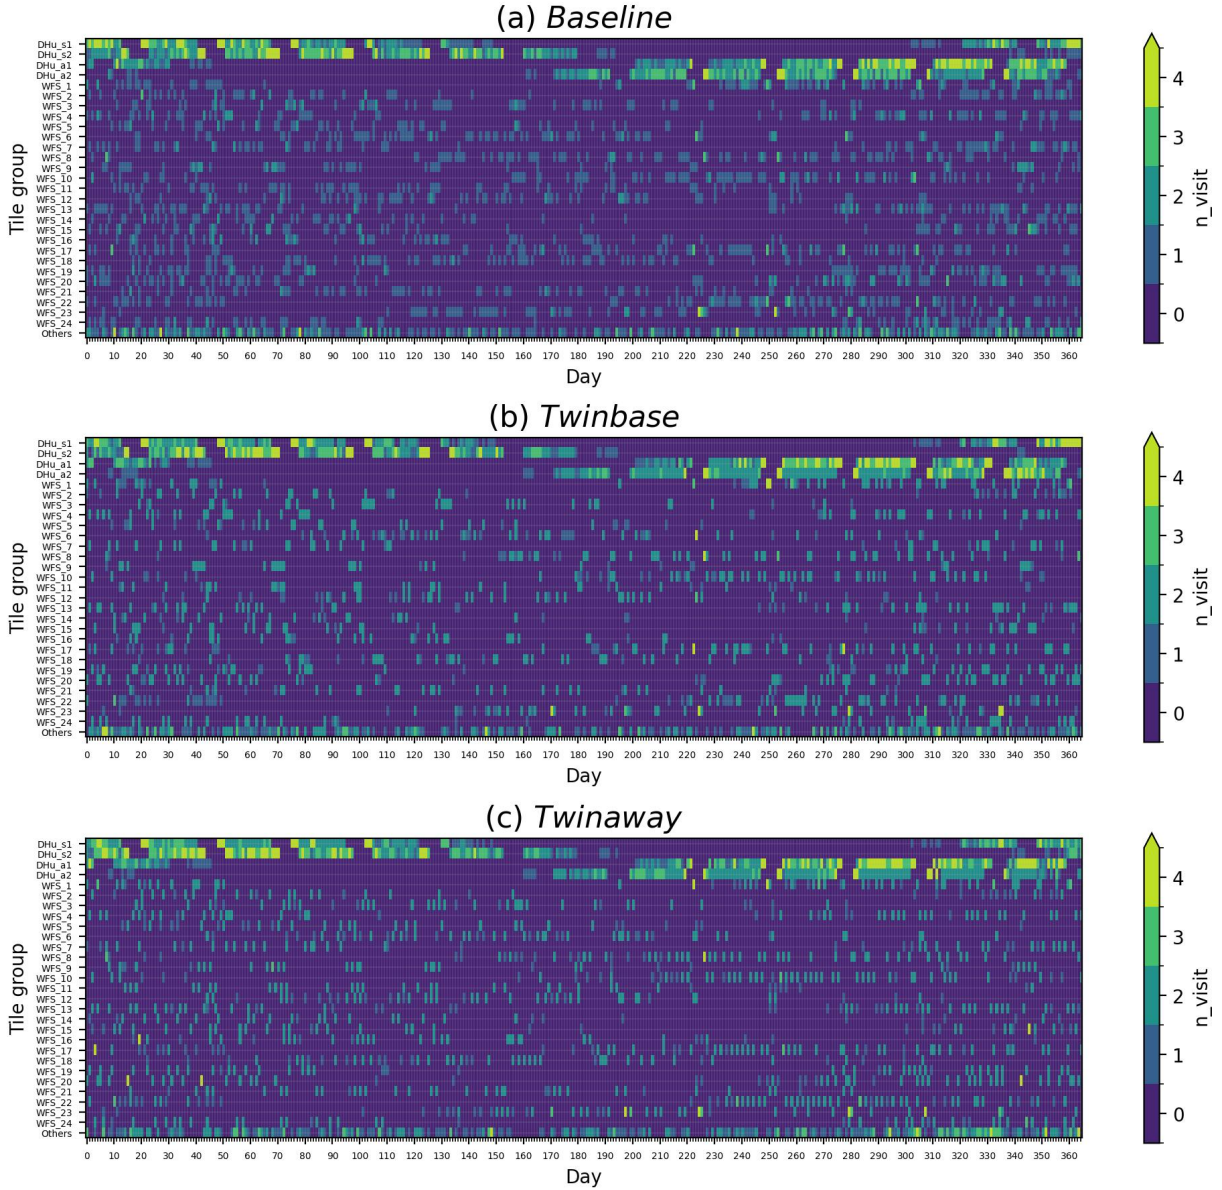 (a) Baseline
DHu_s1
DHu_s2
DHu_a1
DHu_a2
WFS_1
WFS_2
WFS_3
WFS_4
WFS_5
WFS_6
WFS_7
WFS_8
WFS_9
WFS_10
WFS_11
WFS_12
WFS_13
WFS_14
WFS_15
WFS_16
WFS_17
WFS_18
WFS_19
WFS_20
WFS_21
WFS_22
WFS_23
WFS_24
Others
Tile group
0 10 20 30 40 50 60 70 80 90 100 110 120 130 140 150 160 170 180 190 200 210 220 230 240 250 260 270 280 290 300 310 320 330 340 350 360
Day
4
3
2
1
0
n_visit
(b) Twinbase
DHu_s1
DHu_s2
DHu_a1
DHu_a2
WFS_1
WFS_2
WFS_3
WFS_4
WFS_5
WFS_6
WFS_7
WFS_8
WFS_9
WFS_10
WFS_11
WFS_12
WFS_13
WFS_14
WFS_15
WFS_16
WFS_17
WFS_18
WFS_19
WFS_20
WFS_21
WFS_22
WFS_23
WFS_24
Others
Tile group
0 10 20 30 40 50 60 70 80 90 100 110 120 130 140 150 160 170 180 190 200 210 220 230 240 250 260 270 280 290 300 310 320 330 340 350 360
Day
4
3
2
1
0
n_visit
(c) Twinaway
DHu_s1
DHu_s2
DHu_a1
DHu_a2
WFS_1
WFS_2
WFS_3
WFS_4
WFS_5
WFS_6
WFS_7
WFS_8
WFS_9
WFS_10
WFS_11
WFS_12
WFS_13
WFS_14
WFS_15
WFS_16
WFS_17
WFS_18
WFS_19
WFS_20
WFS_21
WFS_22
WFS_23
WFS_24
Others
Tile group
0 10 20 30 40 50 60 70 80 90 100 110 120 130 140 150 160 170 180 190 200 210 220 230 240 250 260 270 280 290 300 310 320 330 340 350 360
Day
4
3
2
1
0
n_visit